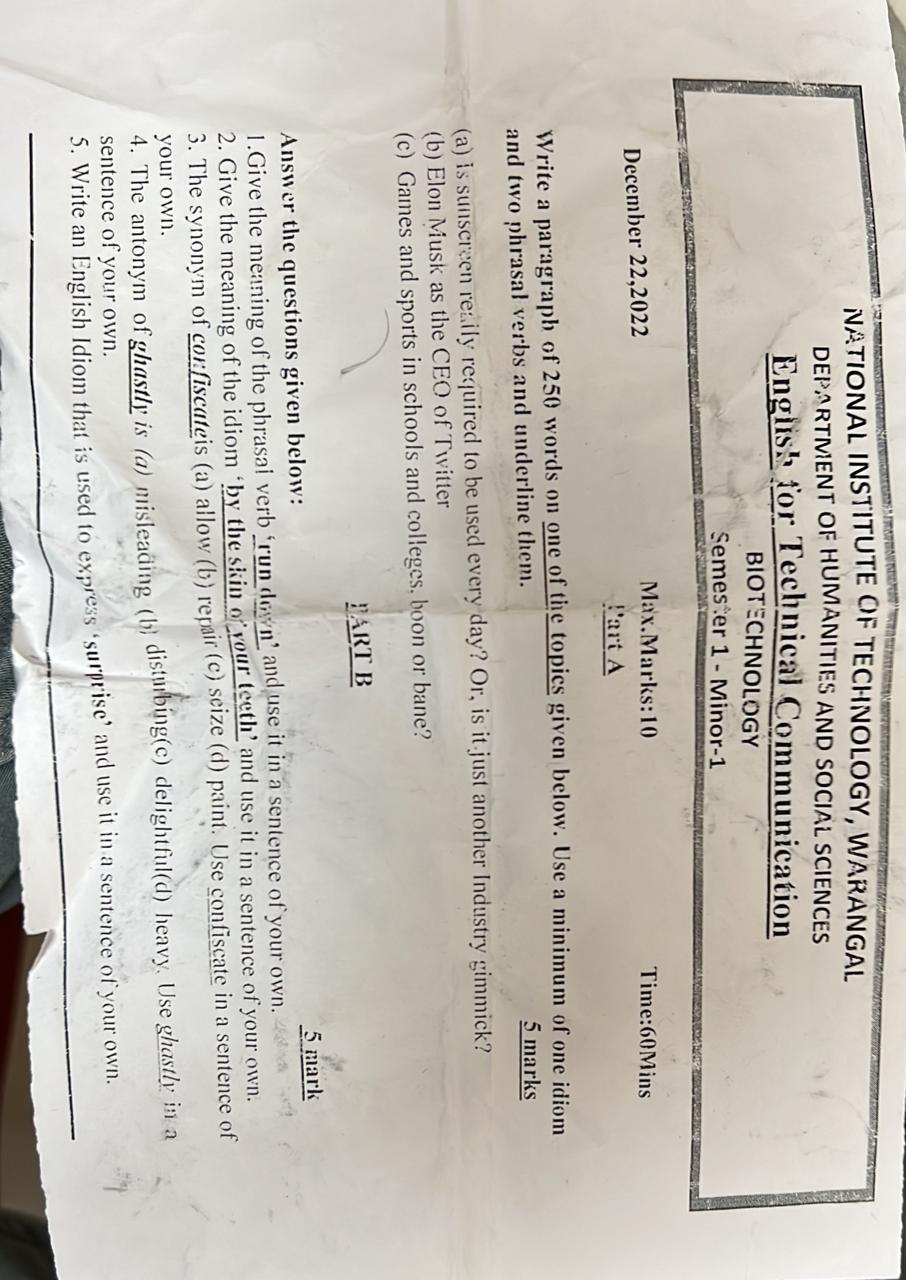 NATIONAL INSTITUTE OF TECHNOLOGY, WARANGAL
DEPARTMENT OF HUMANITIES AND SOCIAL SCIENCES
English for Technical Communication
BIOTECHNOLOGY
Semester 1 - Minor-1
December 22,2022 Max.Marks:10 Time:60Mins
Part A
Write a paragraph of 250 words on one of the topics given below. Use a minimum of one idiom
and two phrasal verbs and underline them. 5 marks
(a) is sunscreen really required to be used every day? Or, is it just another Industry gimmick?
(b) Elon Musk as the CEO of Twitter
(c) Games and sports in schools and colleges, boon or bane?
PART B
5 mark
Answer the questions given below:
1.Give the meaning of the phrasal verb ‘run down’ and use it in a sentence of your own.
2. Give the meaning of the idiom ‘by the skin of your teeth’ and use it in a sentence of your own.
3. The synonym of confiscateis (a) allow (b) repair (c) seize (d) paint. Use confiscate in a sentence of
your own.
4. The antonym of ghastly is (a) misleading (b) disturbing(c) delightful(d) heavy. Use ghastly in a
sentence of your own.
5. Write an English Idiom that is used to express ‘surprise’ and use it in a sentence of your own.